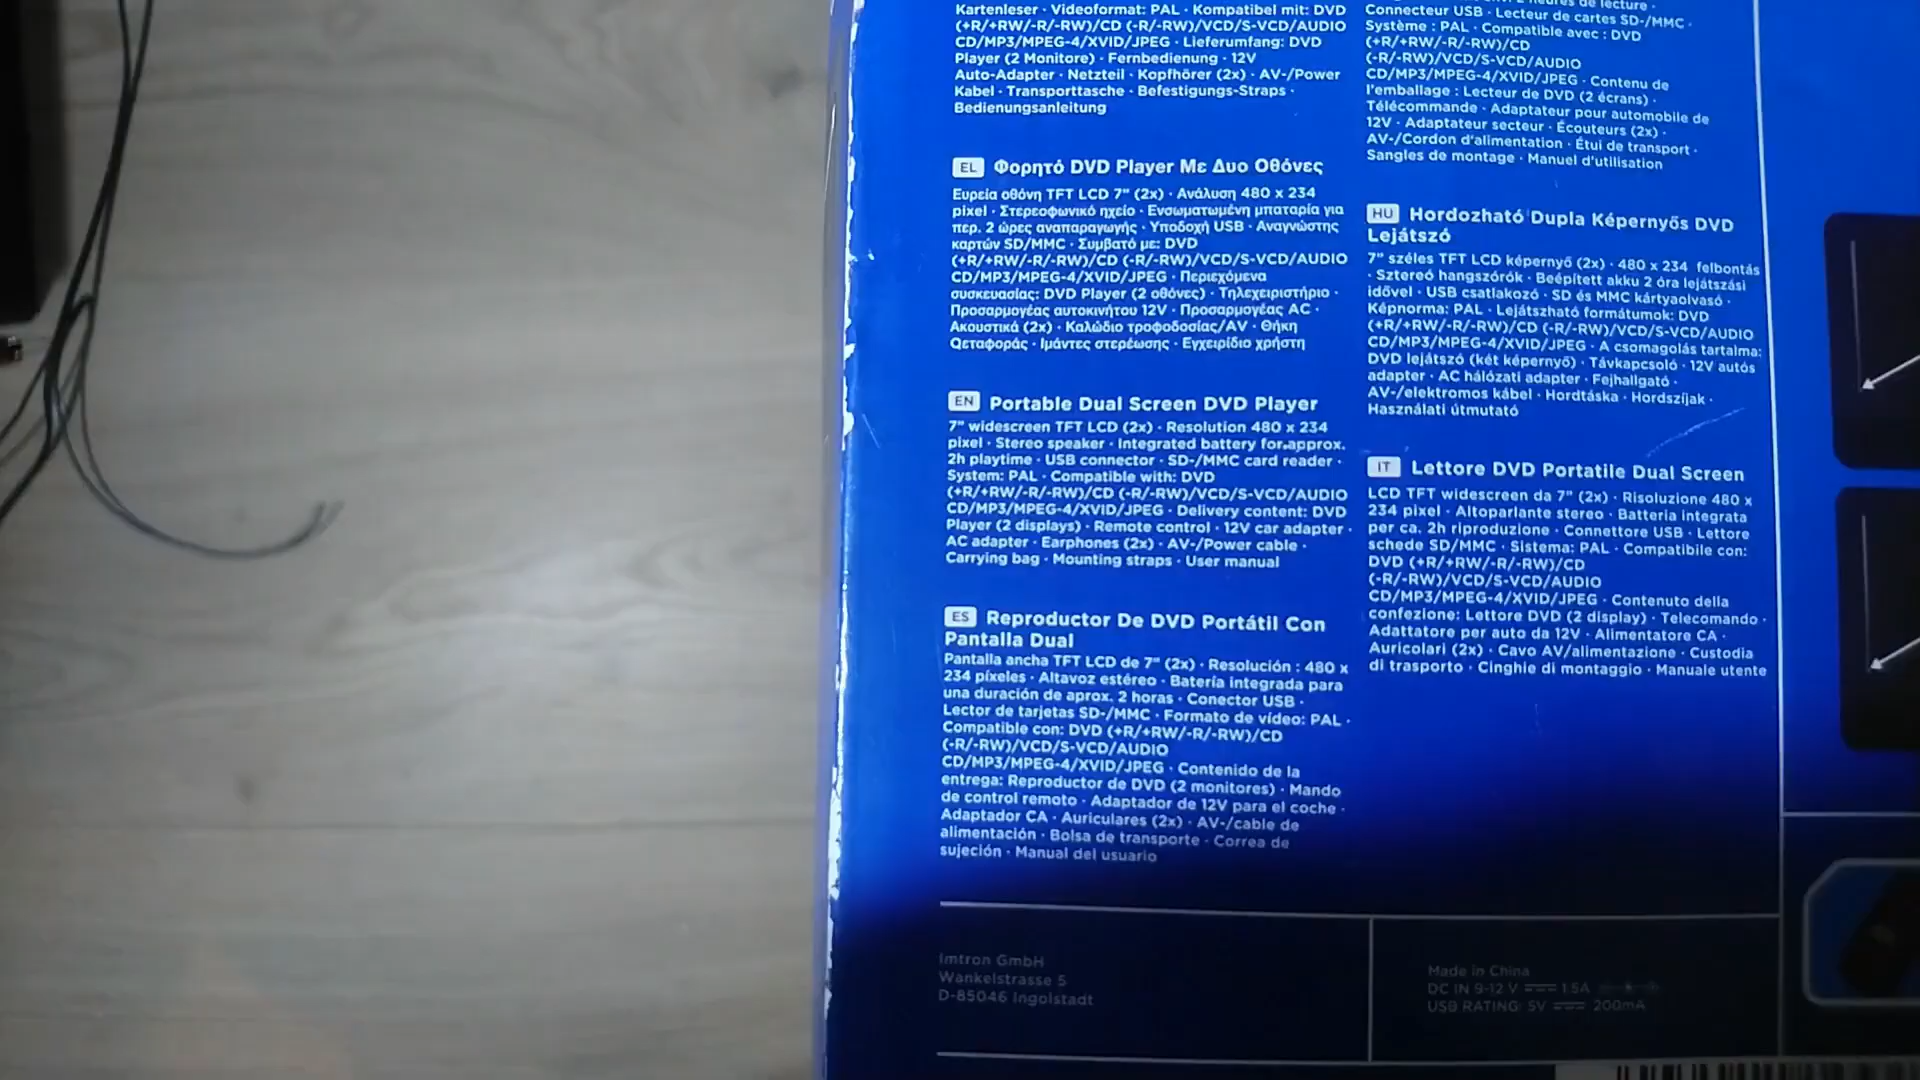 Kartenleser · Videoformat: PAL · Kompatibel mit: DVD
(+R/+RW/-R/-RW)/CD (-R/-RW)/VCD/S-VCD/AUDIO
CD/MP3/MPEG-4/XVID/JPEG · Lieferumfang: DVD
Player (2 Monitore) · Fernbedienung · 12V
Auto-Adapter · Netzteil · Kopfhörer (2x) · AV-/Power
Kabel · Transporttasche · Befestigungs-Straps ·
Bedienungsanleitung
EL Φορητό DVD Player Με Δυο Οθόνες
Ευρεία οθόνη TFT LCD 7" (2x) · Ανάλυση 480 x 234
pixel · Στερεοφωνικό ηχείο · Ενσωματωμένη μπαταρία για
περ. 2 ώρες αναπαραγωγής · Υποδοχή USB · Αναγνώστης
καρτών SD/MMC · Συμβατό με: DVD
(+R/+RW/-R/-RW)/CD (-R/-RW)/VCD/S-VCD/AUDIO
CD/MP3/MPEG-4/XVID/JPEG · Περιεχόμενα
συσκευασίας: DVD Player (2 οθόνες) · Τηλεχειριστήριο ·
Προσαρμογέας αυτοκινήτου 12V · Προσαρμογέας AC ·
Ακουστικά (2x) · Καλώδιο τροφοδοσίας/AV · Θήκη
Ϙεταφοράς · Ιμάντες στερέωσης · Εγχειρίδιο χρήστη
EN Portable Dual Screen DVD Player
7" widescreen TFT LCD (2x) · Resolution 480 x 234
pixel · Stereo speaker · Integrated battery for approx.
2h playtime · USB connector · SD-/MMC card reader ·
System: PAL · Compatible with: DVD
(+R/+RW/-R/-RW)/CD (-R/-RW)/VCD/S-VCD/AUDIO
CD/MP3/MPEG-4/XVID/JPEG · Delivery content: DVD
Player (2 displays) · Remote control · 12V car adapter ·
AC adapter · Earphones (2x) · AV-/Power cable ·
Carrying bag · Mounting straps · User manual
ES Reproductor De DVD Portátil Con
Pantalla Dual
Pantalla ancha TFT LCD de 7" (2x) · Resolución : 480 x
234 píxeles · Altavoz estéreo · Batería integrada para
una duración de aprox. 2 horas · Conector USB ·
Lector de tarjetas SD-/MMC · Formato de vídeo: PAL ·
Compatible con: DVD (+R/+RW/-R/-RW)/CD
(-R/-RW)/VCD/S-VCD/AUDIO
CD/MP3/MPEG-4/XVID/JPEG · Contenido de la
entrega: Reproductor de DVD (2 monitores) · Mando
de control remoto · Adaptador de 12V para el coche ·
Adaptador CA · Auriculares (2x) · AV-/cable de
alimentación · Bolsa de transporte · Correa de
sujeción · Manual del usuario
heures de lecture ·
Connecteur USB · Lecteur de cartes SD-/MMC ·
Système : PAL · Compatible avec : DVD
(+R/+RW/-R/-RW)/CD
(-R/-RW)/VCD/S-VCD/AUDIO
CD/MP3/MPEG-4/XVID/JPEG · Contenu de
l'emballage : Lecteur de DVD (2 écrans) ·
Télécommande · Adaptateur pour automobile de
12V · Adaptateur secteur · Écouteurs (2x) ·
AV-/Cordon d'alimentation · Étui de transport ·
Sangles de montage · Manuel d'utilisation
HU Hordozható Dupla Képernyős DVD
Lejátszó
7" széles TFT LCD képernyő (2x) · 480 x 234 felbontás
· Sztereó hangszórók · Beépített akku 2 óra lejátszási
idővel · USB csatlakozó · SD és MMC kártyaolvasó ·
Képnorma: PAL · Lejátszható formátumok: DVD
(+R/+RW/-R/-RW)/CD (-R/-RW)/VCD/S-VCD/AUDIO
CD/MP3/MPEG-4/XVID/JPEG · A csomagolás tartalma:
DVD lejátszó (két képernyő) · Távkapcsoló · 12V autós
adapter · AC hálózati adapter · Fejhallgató ·
AV-/elektromos kábel · Hordtáska · Hordszíjak ·
Használati útmutató
IT Lettore DVD Portatile Dual Screen
LCD TFT widescreen da 7" (2x) · Risoluzione 480 x
234 pixel · Altoparlante stereo · Batteria integrata
per ca. 2h riproduzione · Connettore USB · Lettore
schede SD/MMC · Sistema: PAL · Compatibile con:
DVD (+R/+RW/-R/-RW)/CD
(-R/-RW)/VCD/S-VCD/AUDIO
CD/MP3/MPEG-4/XVID/JPEG · Contenuto della
confezione: Lettore DVD (2 display) · Telecomando ·
Adattatore per auto da 12V · Alimentatore CA ·
Auricolari (2x) · Cavo AV/alimentazione · Custodia
di trasporto · Cinghie di montaggio · Manuale utente
Imtron GmbH
Wankelstrasse 5
D-85046 Ingolstadt
Made in China
DC IN 9-12 V ⎓ 1.5A
USB RATING: 5V ⎓ 200mA